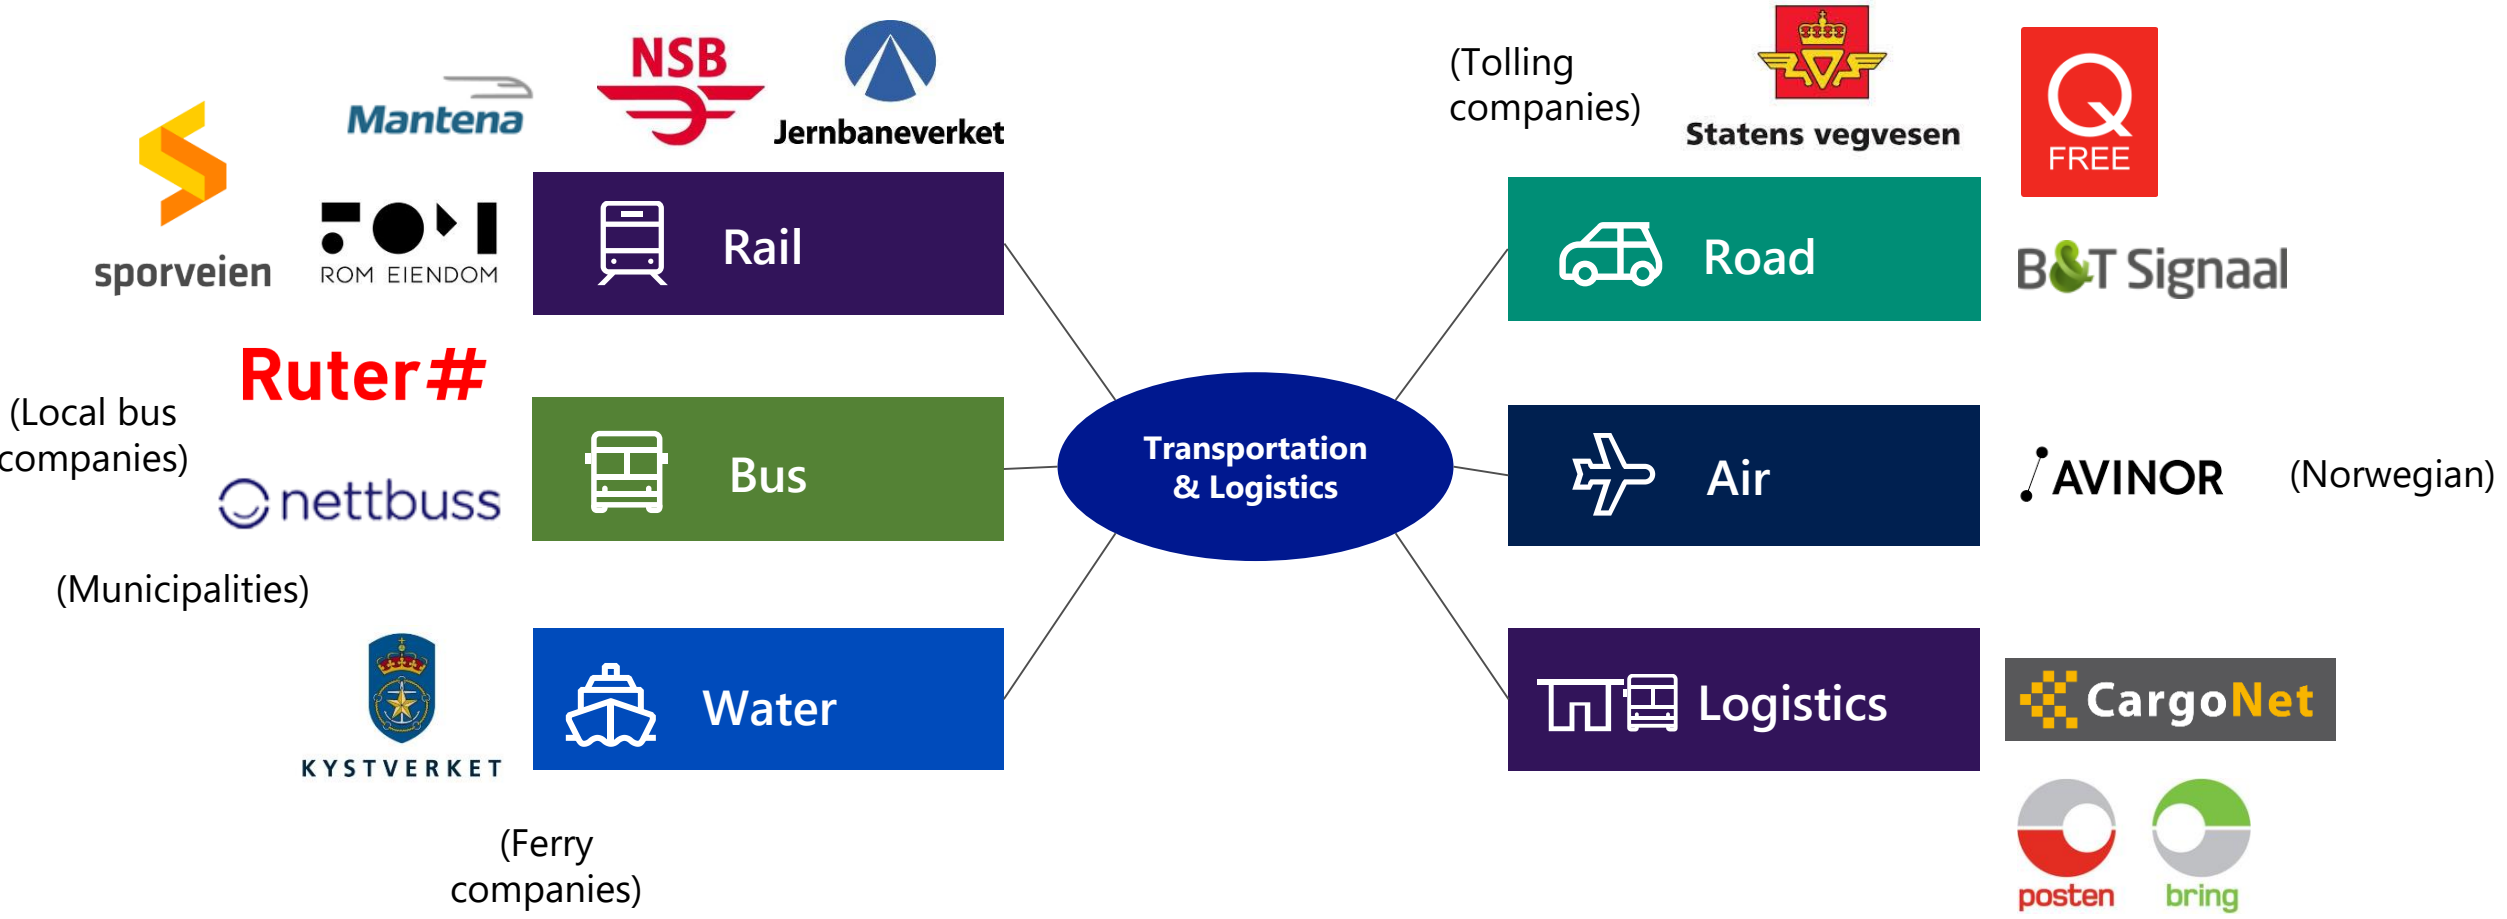 NSB
Mantena
Jernbaneverket
sporveien
ROM EIENDOM
Rail
Ruter#
(Local bus
companies)
nettbuss
Bus
(Municipalities)
KYSTVERKET
Water
(Ferry
companies)
Transportation
& Logistics
(Tolling
companies)
Statens vegvesen
Q
FREE
Road
B&T Signaal
Air
AVINOR
(Norwegian)
Logistics
CargoNet
posten
bring